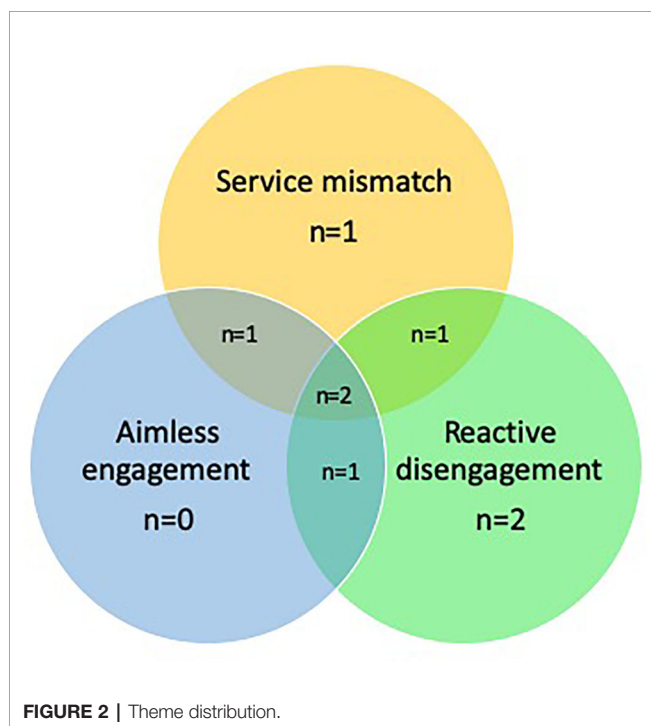 Service mismatch
n=1
n=1
n=1
n=2
Aimless
engagement
n=0
n=1
Reactive
disengagement
n=2
FIGURE 2 | Theme distribution.